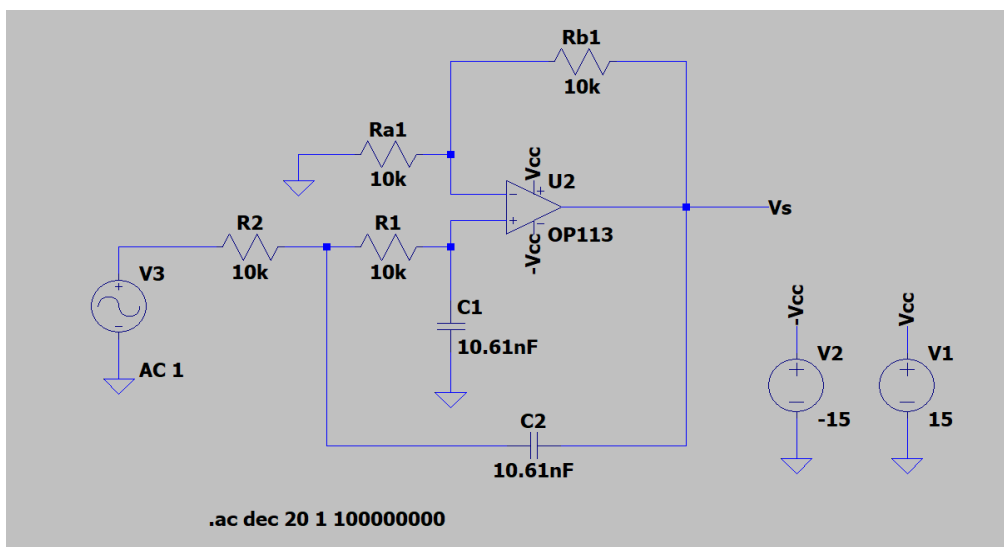 Rb1
10k
Ra1
10k
Vcc
U2
-Vcc
OP113
Vs
R2
10k
R1
10k
V3
AC 1
C1
10.61nF
C2
10.61nF
-Vcc
V2
-15
Vcc
V1
15
.ac dec 20 1 100000000